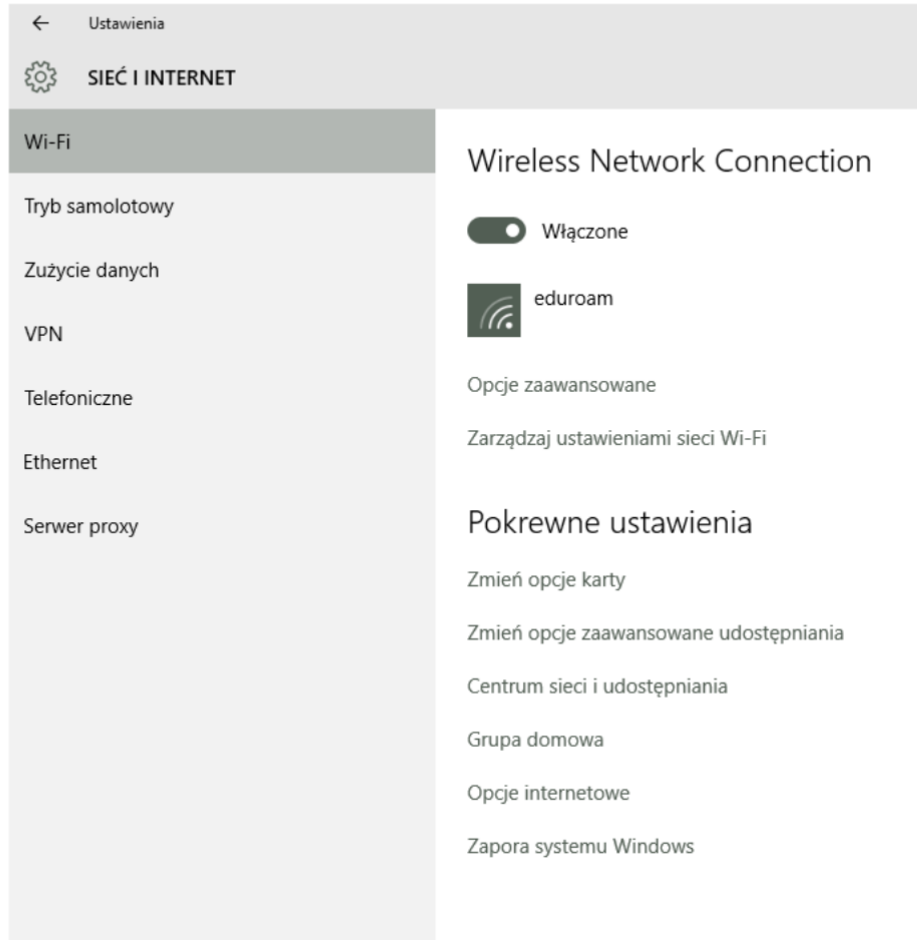 Ustawienia
SIEĆ I INTERNET
Wi-Fi
Tryb samolotowy
Zużycie danych
VPN
Telefoniczne
Ethernet
Serwer proxy
Wireless Network Connection
Włączone
eduroam
Opcje zaawansowane
Zarządzaj ustawieniami sieci Wi-Fi
Pokrewne ustawienia
Zmień opcje karty
Zmień opcje zaawansowane udostępniania
Centrum sieci i udostępniania
Grupa domowa
Opcje internetowe
Zapora systemu Windows